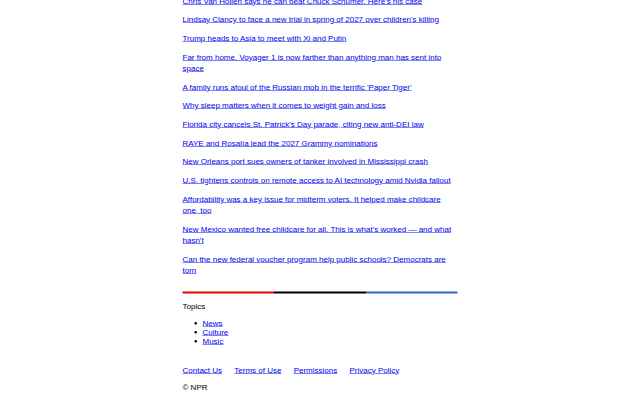 Chris Van Hollen says he can beat Chuck Schumer. Here's his case
Lindsay Clancy to face a new trial in spring of 2027 over children's killing
Trump heads to Asia to meet with Xi and Putin
Far from home, Voyager 1 is now farther than anything man has sent into
space
A family runs afoul of the Russian mob in the terrific 'Paper Tiger'
Why sleep matters when it comes to weight gain and loss
Florida city cancels St. Patrick's Day parade, citing new anti-DEI law
RAYE and Rosalía lead the 2027 Grammy nominations
New Orleans port sues owners of tanker involved in Mississippi crash
U.S. tightens controls on remote access to AI technology amid Nvidia fallout
Affordability was a key issue for midterm voters. It helped make childcare
one, too
New Mexico wanted free childcare for all. This is what's worked — and what
hasn't
Can the new federal voucher program help public schools? Democrats are
torn
Topics
• News
• Culture
• Music
Contact Us Terms of Use Permissions Privacy Policy
© NPR